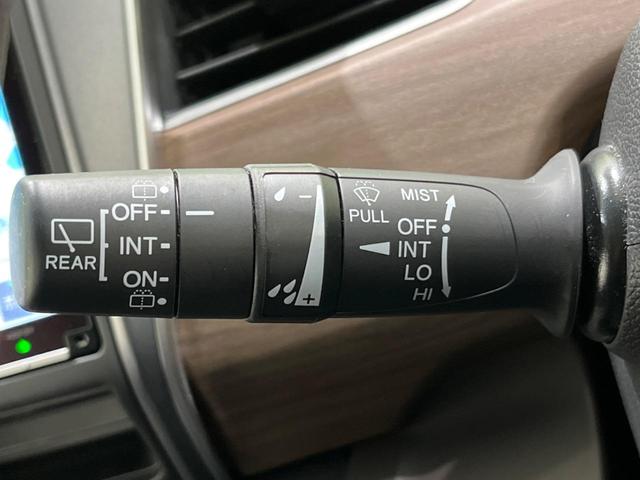 REAR
OFF
INT
ON
-
+
PULL
MIST
OFF
INT
LO
HI